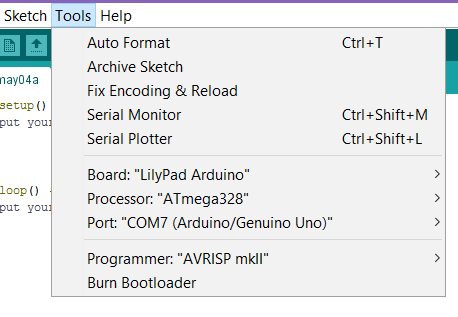 Sketch Tools Help
Auto Format Ctrl+T
may04a Archive Sketch
Fix Encoding & Reload
setup()
Serial Monitor Ctrl+Shift+M
put your
Serial Plotter Ctrl+Shift+L
Board: "LilyPad Arduino"
loop()
Processor: "ATmega328"
put your
Port: "COM7 (Arduino/Genuino Uno)"
Programmer: "AVRISP mkII"
Burn Bootloader